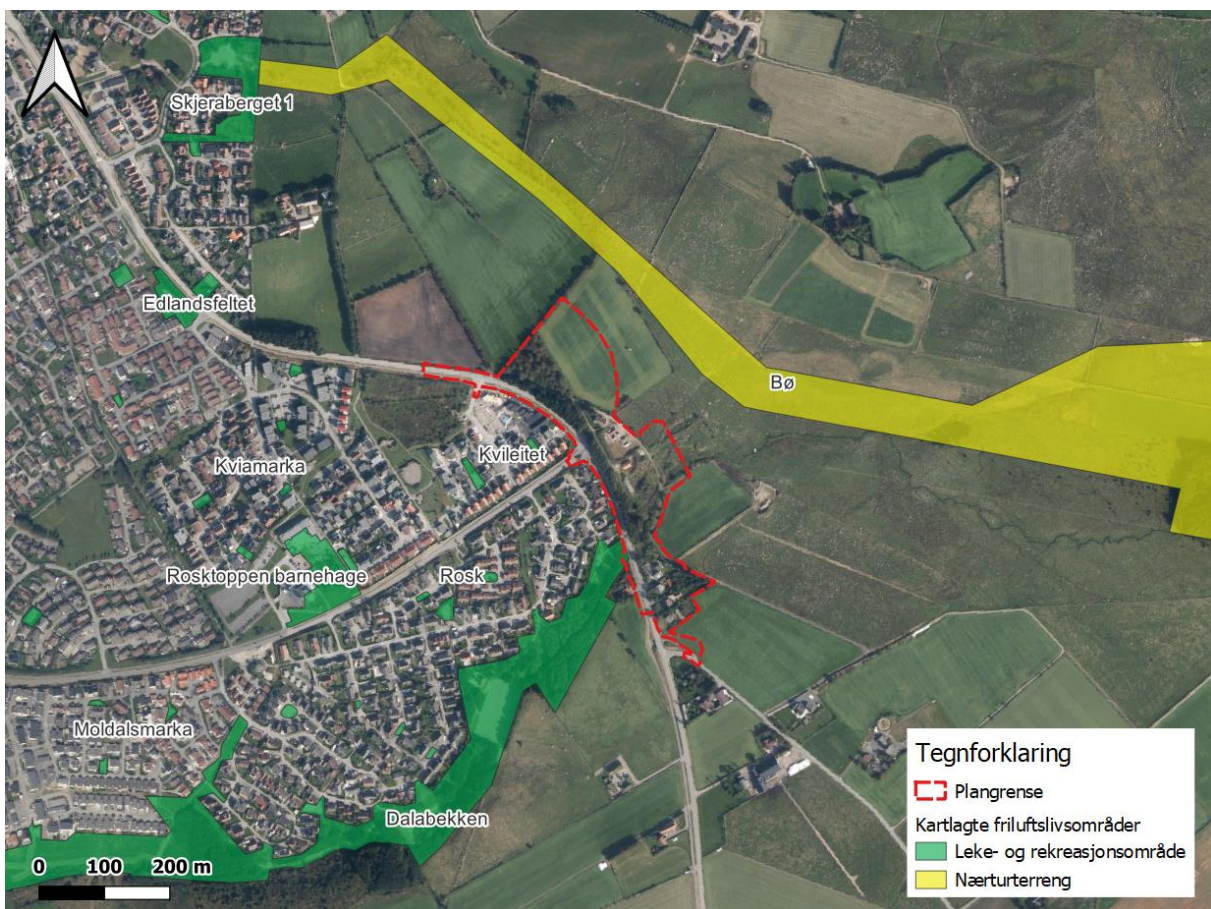 Skjeraberget 1
Edlandsfeltet
Bø
Kvileitet
Kviamarka
Rosktoppen barnehage
Rosk
Moldalsmarka
Dalabekken
0 100 200 m
Tegnforklaring
Plangrense
Kartlagte friluftslivsområder
Leke- og rekreasjonsområde
Nærturterreng